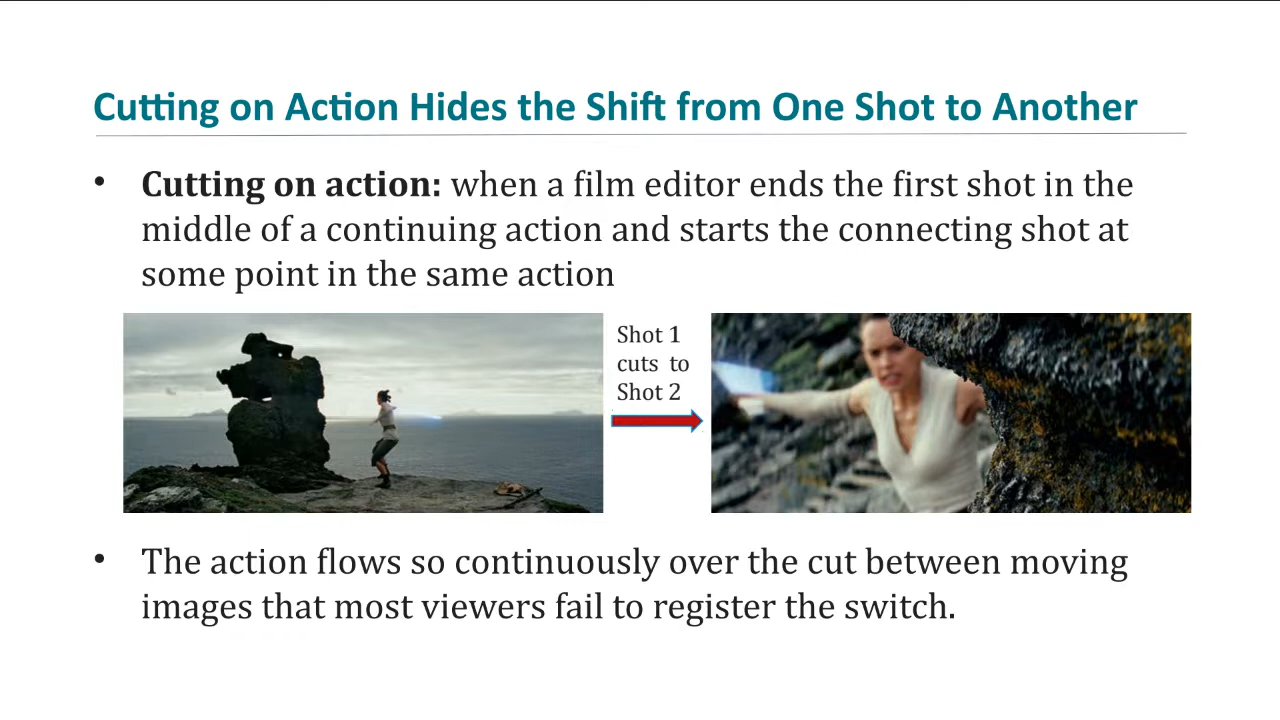 Cutting on Action Hides the Shift from One Shot to Another
• Cutting on action: when a film editor ends the first shot in the
middle of a continuing action and starts the connecting shot at
some point in the same action
Shot 1
cuts to
Shot 2
• The action flows so continuously over the cut between moving
images that most viewers fail to register the switch.